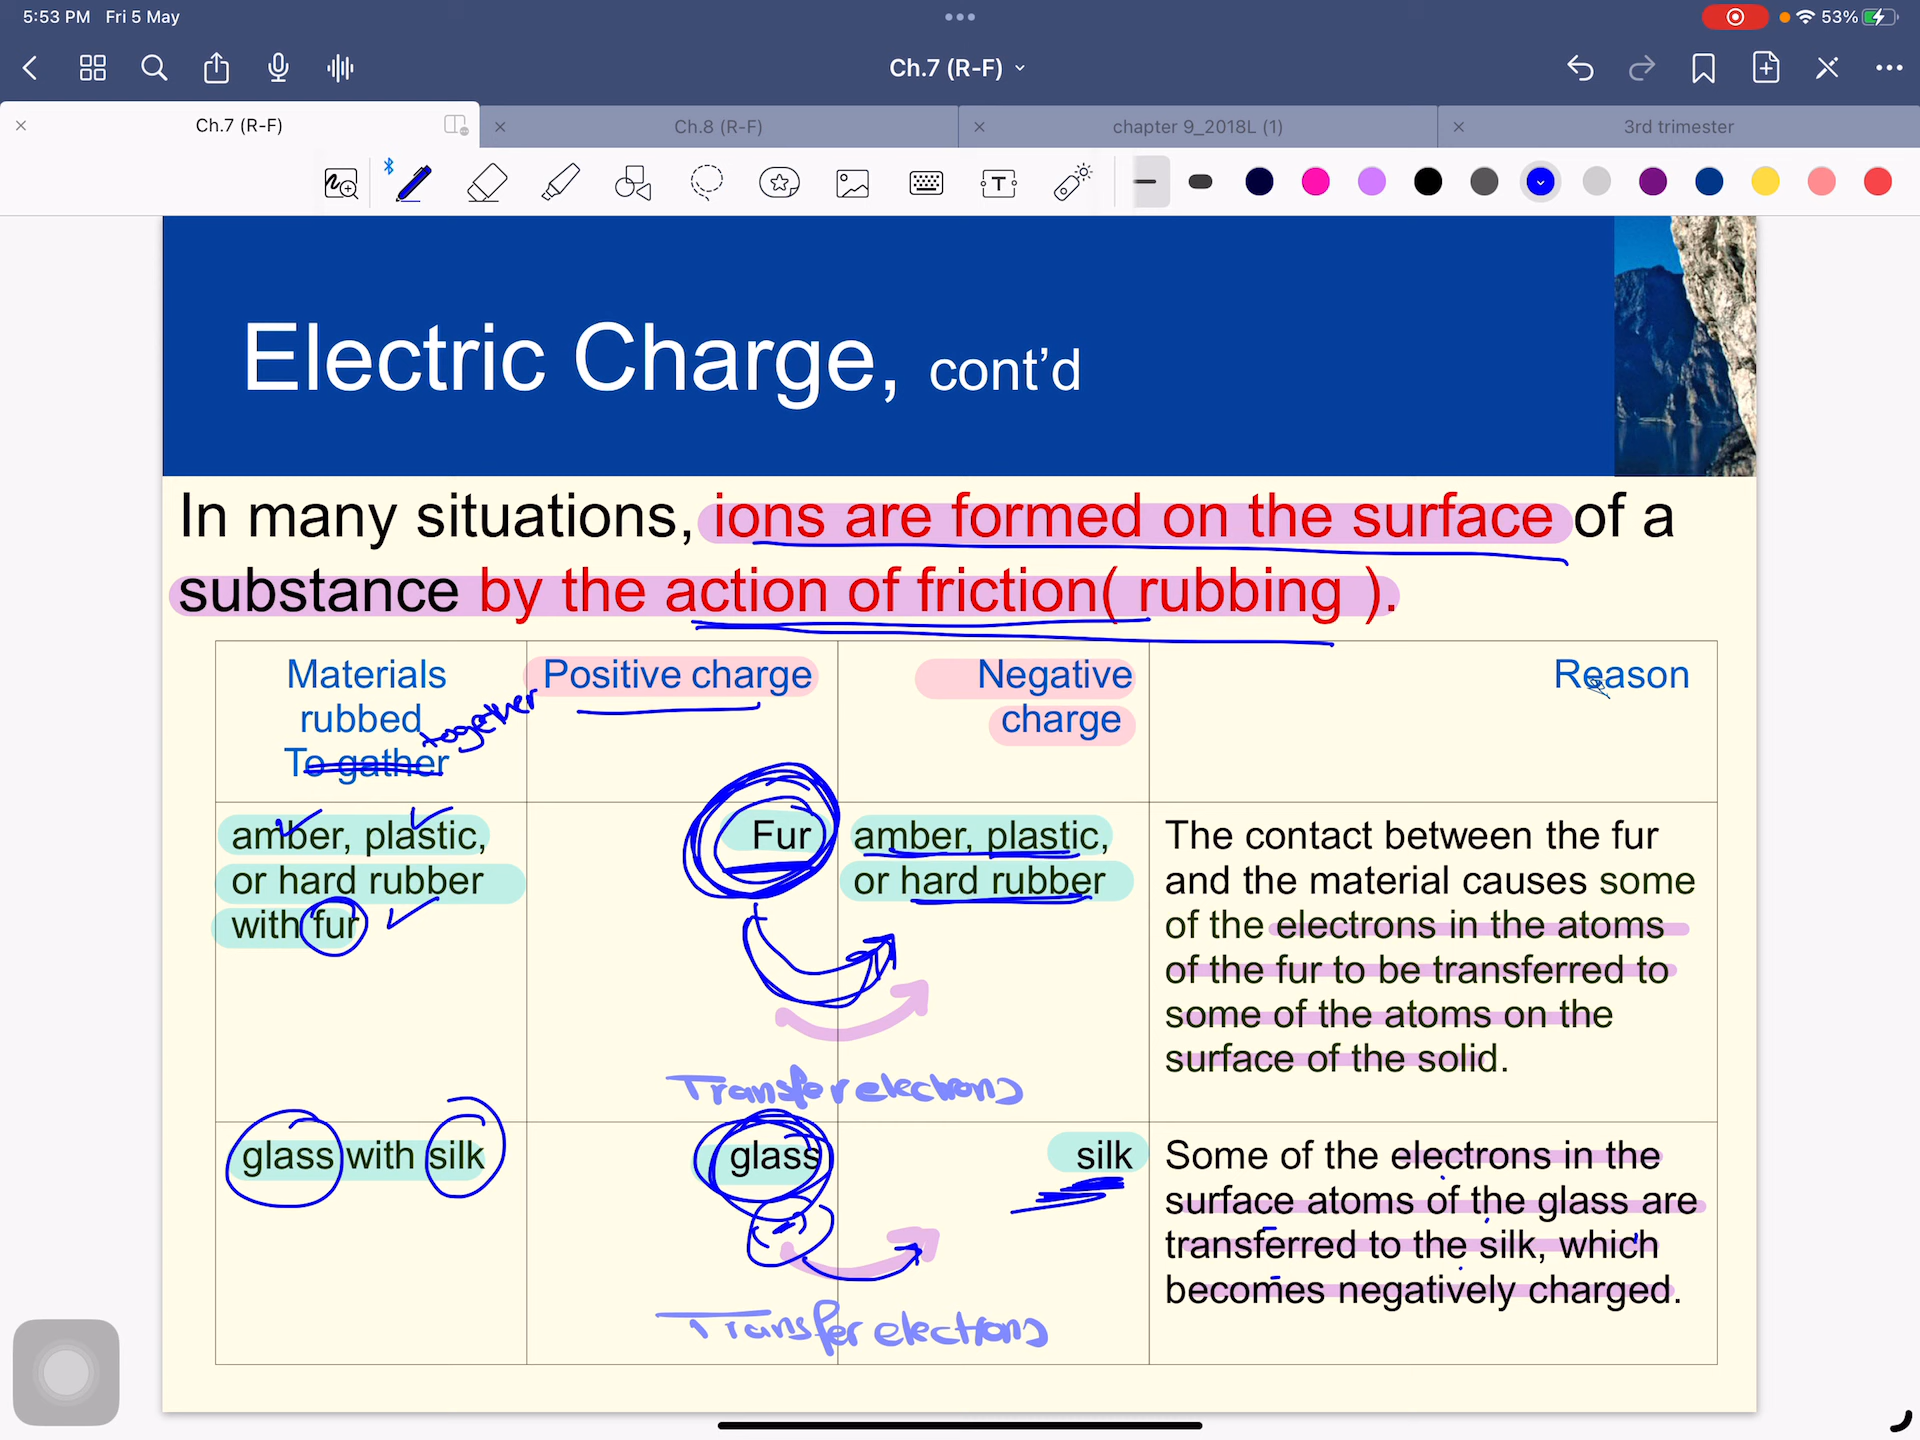 5:53 PM Fri 5 May
53%
Ch.7 (R-F)
Ch.7 (R-F)
Ch.8 (R-F)
chapter 9_2018L (1)
3rd trimester
T
Electric Charge, cont'd
In many situations, ions are formed on the surface of a
substance by the action of friction( rubbing ).
Materials
rubbed
To gather
together
Positive charge
Negative
charge
Reason
amber, plastic,
or hard rubber
with fur
Fur
amber, plastic,
or hard rubber
The contact between the fur
and the material causes some
of the electrons in the atoms
of the fur to be transferred to
some of the atoms on the
surface of the solid.
Transfer electrons
glass with silk
glass
silk
Some of the electrons in the
surface atoms of the glass are
transferred to the silk, which
becomes negatively charged.
Transfer electrons